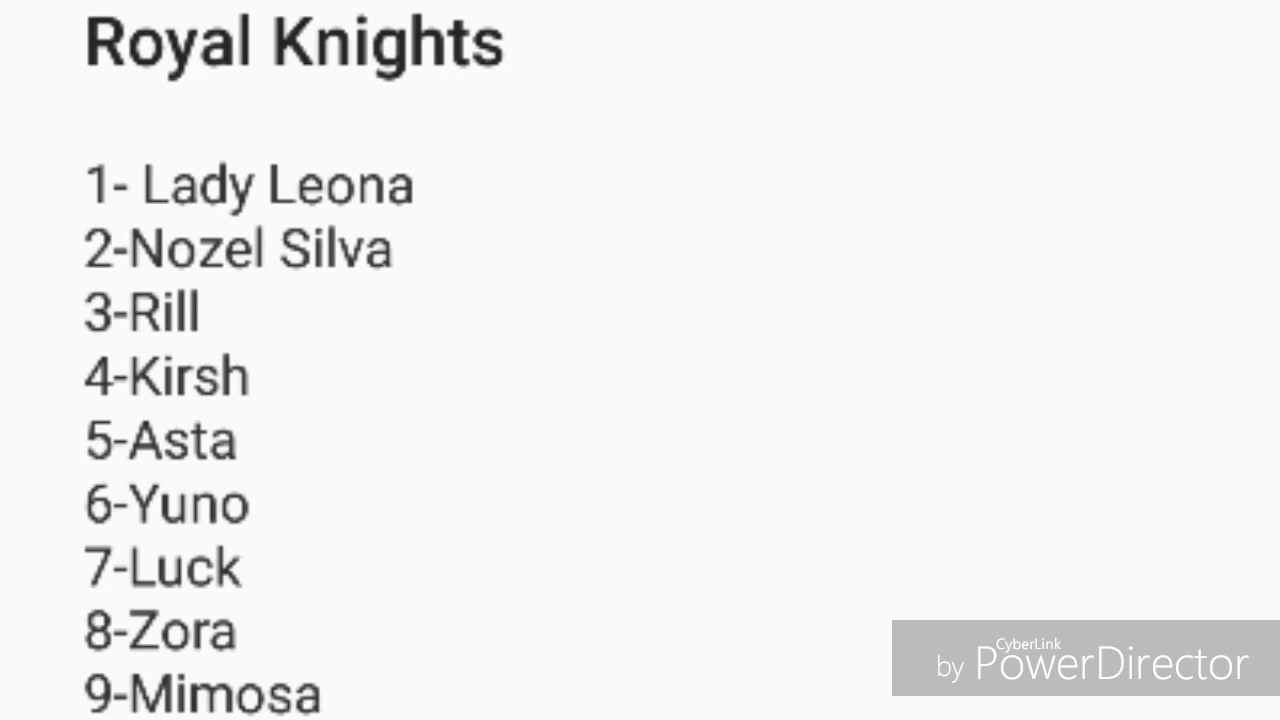 Royal Knights
1- Lady Leona
2-Nozel Silva
3-Rill
4-Kirsh
5-Asta
6-Yuno
7-Luck
8-Zora
9-Mimosa
CyberLink
by PowerDirector